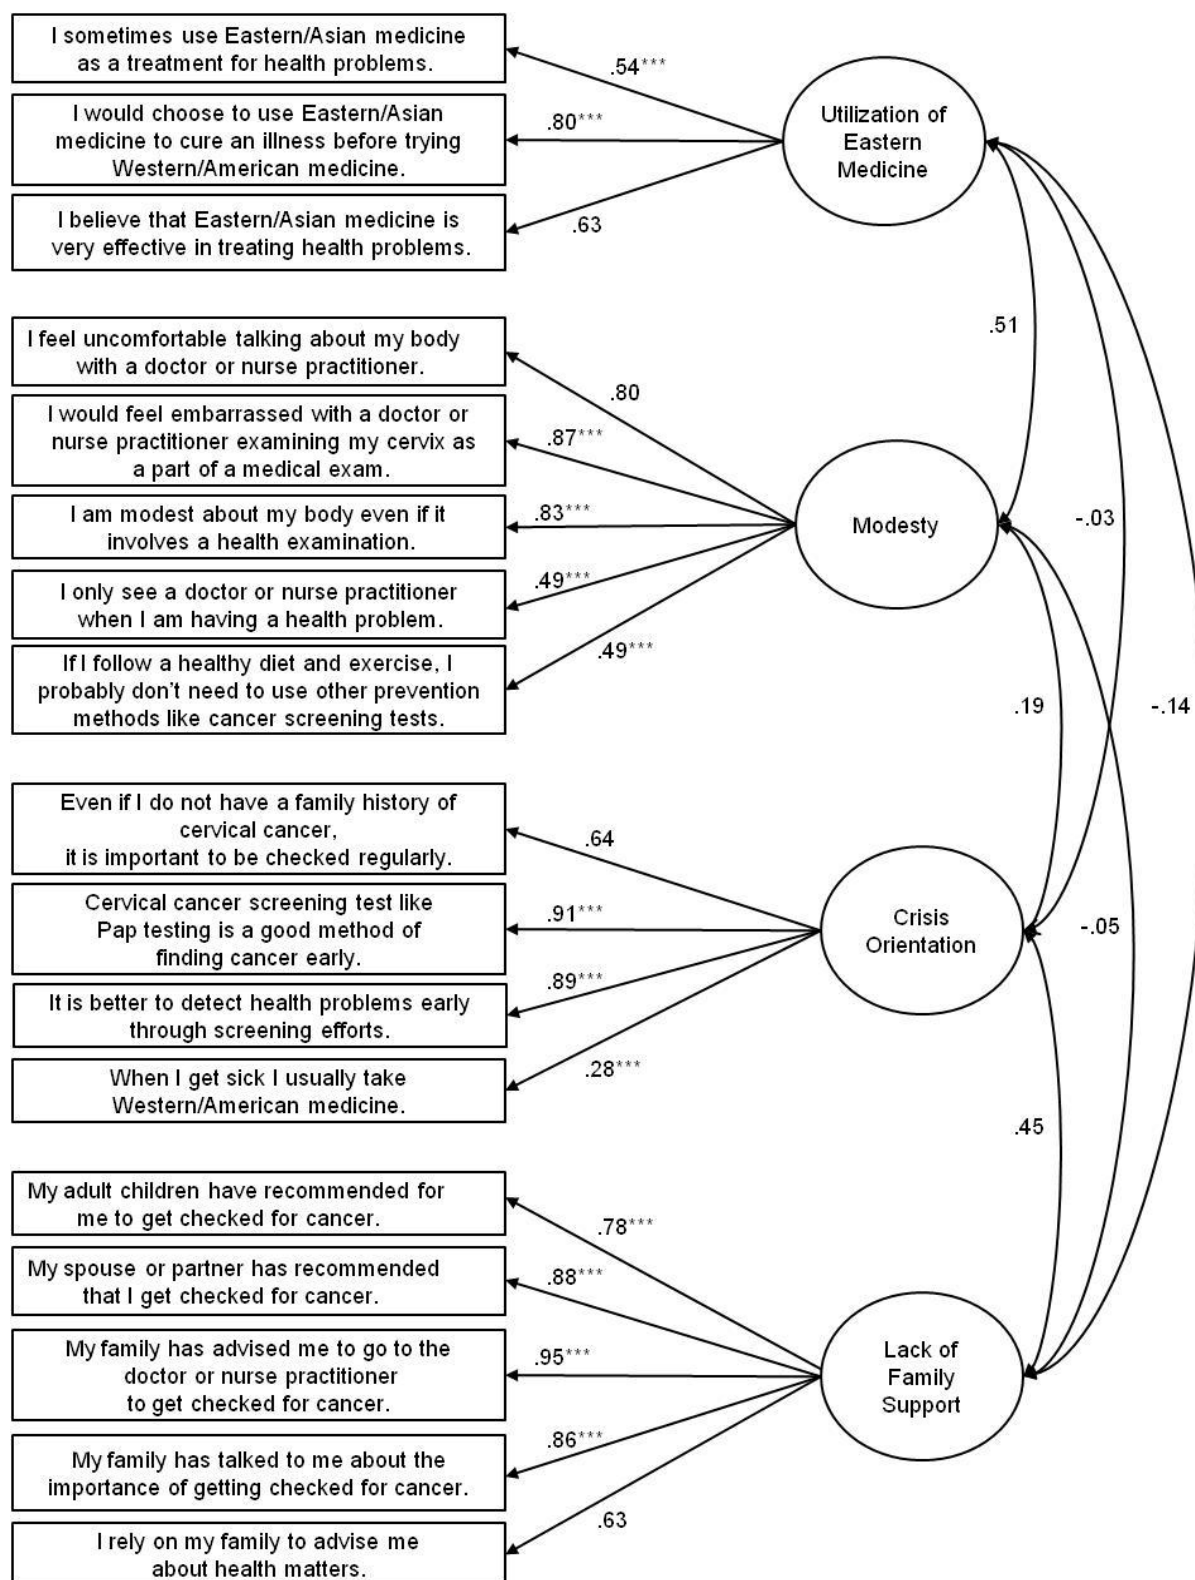 I sometimes use Eastern/Asian medicine
as a treatment for health problems.
.54***
I would choose to use Eastern/Asian
medicine to cure an illness before trying
Western/American medicine.
.80***
I believe that Eastern/Asian medicine is
very effective in treating health problems.
.63
Utilization of
Eastern
Medicine
.51
I feel uncomfortable talking about my body
with a doctor or nurse practitioner.
.80
I would feel embarrassed with a doctor or
nurse practitioner examining my cervix as
a part of a medical exam.
.87***
I am modest about my body even if it
involves a health examination.
.83***
I only see a doctor or nurse practitioner
when I am having a health problem.
.49***
If I follow a healthy diet and exercise, I
probably don't need to use other prevention
methods like cancer screening tests.
.49***
Modesty
-.03
.19
-.14
Even if I do not have a family history of
cervical cancer,
it is important to be checked regularly.
.64
Cervical cancer screening test like
Pap testing is a good method of
finding cancer early.
.91***
It is better to detect health problems early
through screening efforts.
.89***
When I get sick I usually take
Western/American medicine.
.28***
Crisis
Orientation
-.05
.45
My adult children have recommended for
me to get checked for cancer.
.78***
My spouse or partner has recommended
that I get checked for cancer.
.88***
My family has advised me to go to the
doctor or nurse practitioner
to get checked for cancer.
.95***
My family has talked to me about the
importance of getting checked for cancer.
.86***
I rely on my family to advise me
about health matters.
.63
Lack of
Family
Support